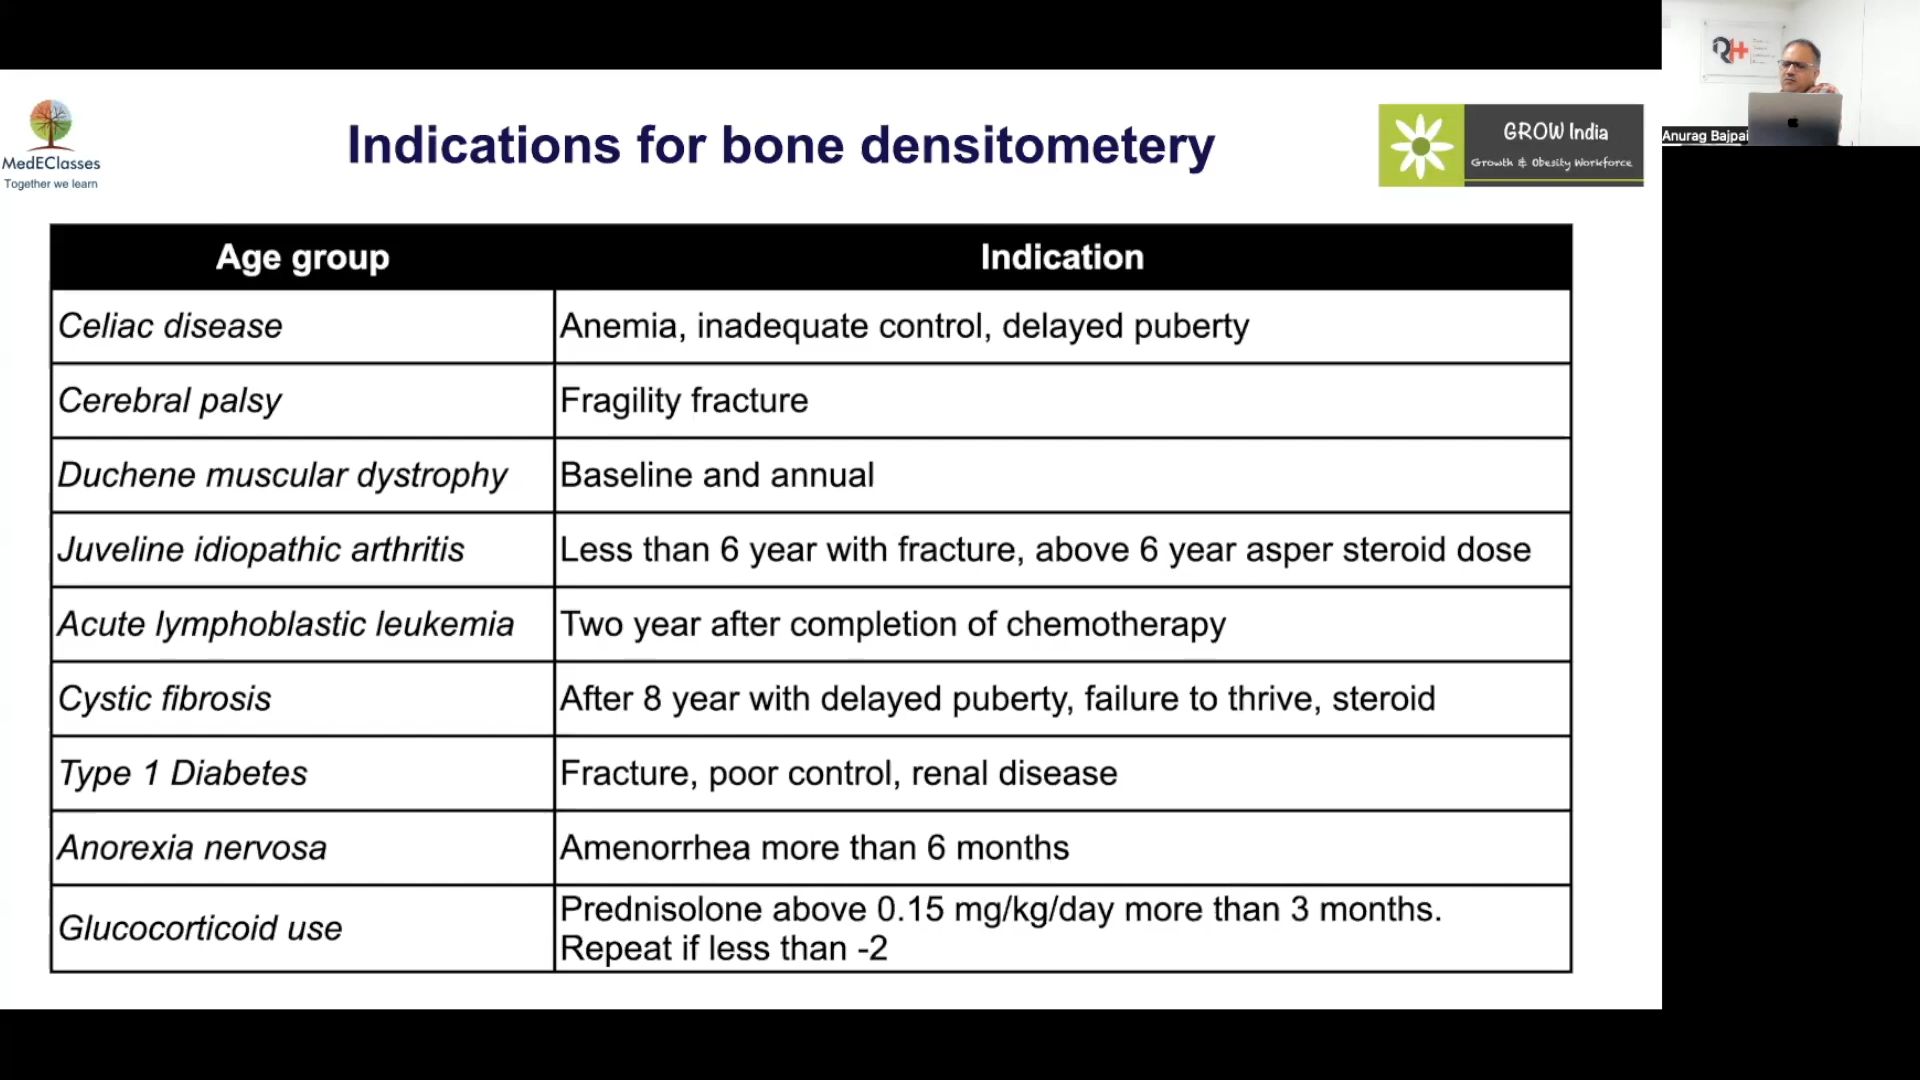 MedEClasses
Together we learn
Indications for bone densitometery
GROW India
Growth & Obesity Workforce
Anurag Bajpai
Age group Indication
Celiac disease Anemia, inadequate control, delayed puberty
Cerebral palsy Fragility fracture
Duchene muscular dystrophy Baseline and annual
Juveline idiopathic arthritis Less than 6 year with fracture, above 6 year asper steroid dose
Acute lymphoblastic leukemia Two year after completion of chemotherapy
Cystic fibrosis After 8 year with delayed puberty, failure to thrive, steroid
Type 1 Diabetes Fracture, poor control, renal disease
Anorexia nervosa Amenorrhea more than 6 months
Glucocorticoid use Prednisolone above 0.15 mg/kg/day more than 3 months.
Repeat if less than -2